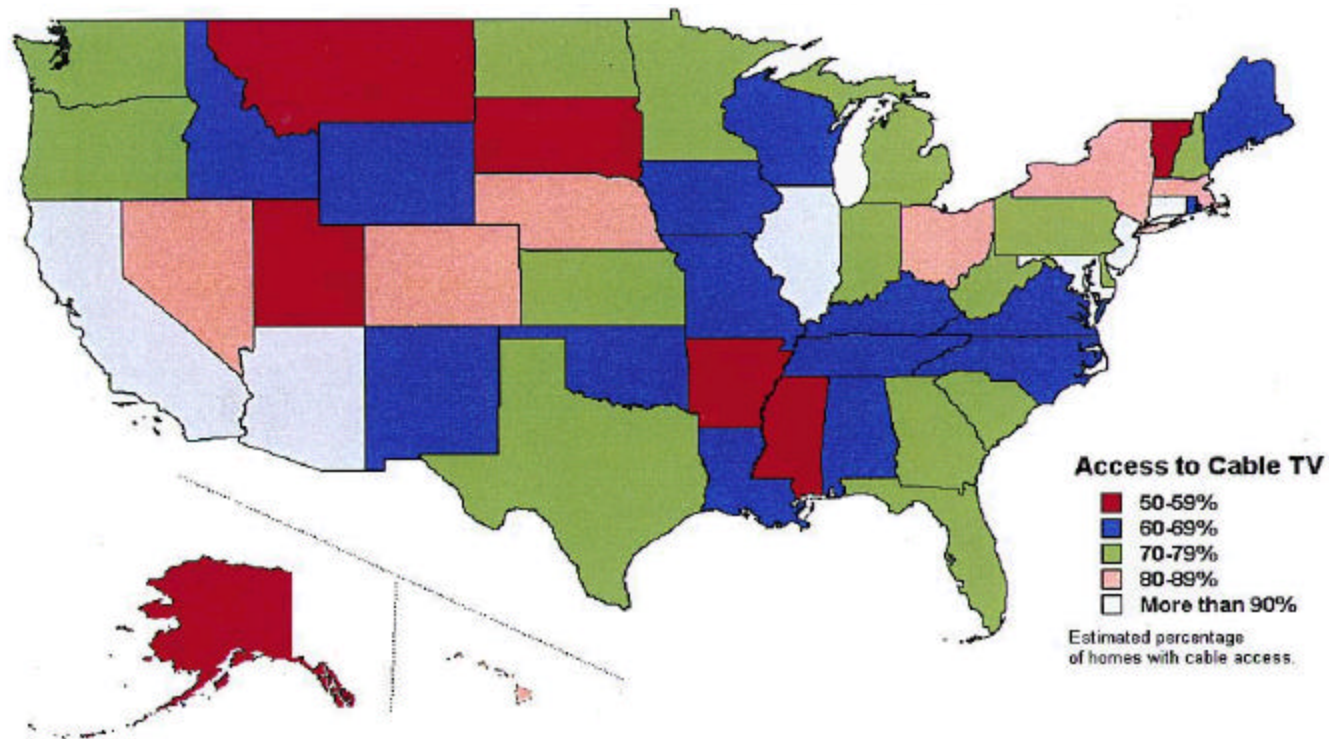 Access to Cable TV
50-59%
60-69%
70-79%
80-89%
More than 90%
Estimated percentage
of homes with cable access.